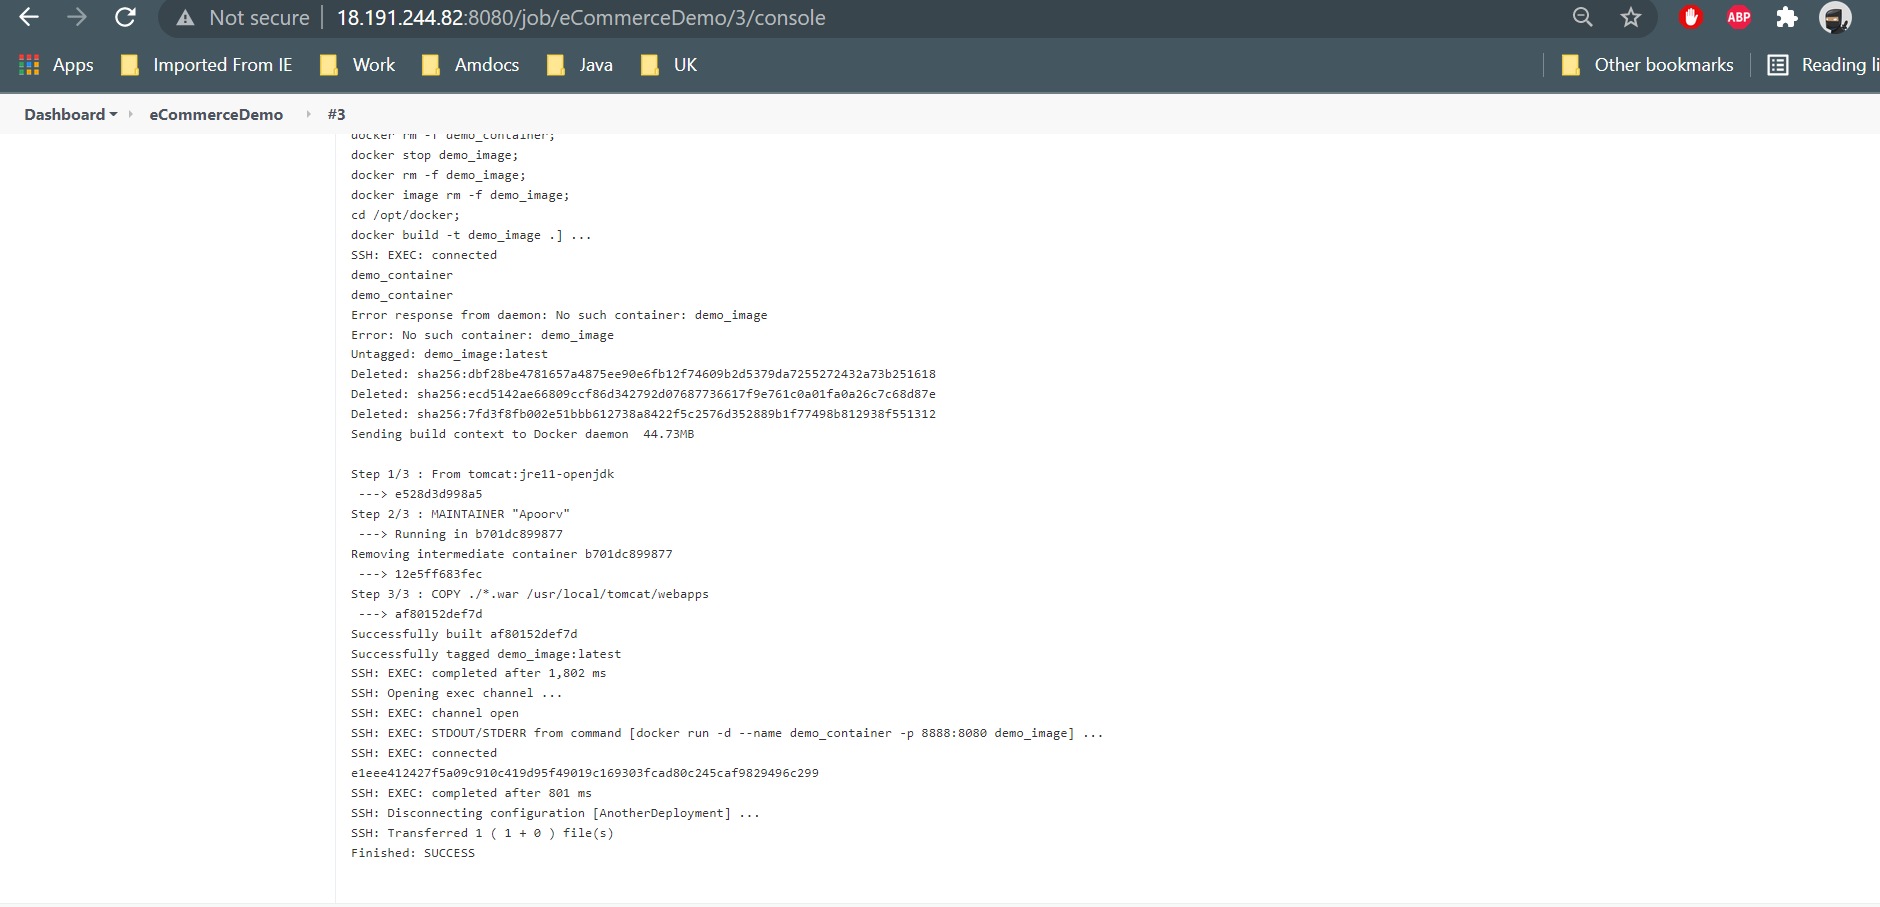 Not secure
18.191.244.82:8080/job/eCommerceDemo/3/console
ABP
Apps
Imported From IE
Work
Amdocs
Java
UK
Other bookmarks
Reading li
Dashboard
eCommerceDemo
#3
docker rm -f demo_container;
docker stop demo_image;
docker rm -f demo_image;
docker image rm -f demo_image;
cd /opt/docker;
docker build -t demo_image .] ...
SSH: EXEC: connected
demo_container
demo_container
Error response from daemon: No such container: demo_image
Error: No such container: demo_image
Untagged: demo_image:latest
Deleted: sha256:dbf28be4781657a4875ee90e6fb12f74609b2d5379da7255272432a73b251618
Deleted: sha256:ecd5142ae66809ccf86d342792d07687736617f9e761c0a01fa0a26c7c68d87e
Deleted: sha256:7fd3f8fb002e51bbb612738a8422f5c2576d352889b1f77498b812938f551312
Sending build context to Docker daemon  44.73MB
Step 1/3 : From tomcat:jre11-openjdk
---> e528d3d998a5
Step 2/3 : MAINTAINER "Apoorv"
---> Running in b701dc899877
Removing intermediate container b701dc899877
---> 12e5ff683fec
Step 3/3 : COPY ./*.war /usr/local/tomcat/webapps
---> af80152def7d
Successfully built af80152def7d
Successfully tagged demo_image:latest
SSH: EXEC: completed after 1,802 ms
SSH: Opening exec channel ...
SSH: EXEC: channel open
SSH: EXEC: STDOUT/STDERR from command [docker run -d --name demo_container -p 8888:8080 demo_image] ...
SSH: EXEC: connected
e1eee412427f5a09c910c419d95f49019c169303fcad80c245caf9829496c299
SSH: EXEC: completed after 801 ms
SSH: Disconnecting configuration [AnotherDeployment] ...
SSH: Transferred 1 ( 1 + 0 ) file(s)
Finished: SUCCESS